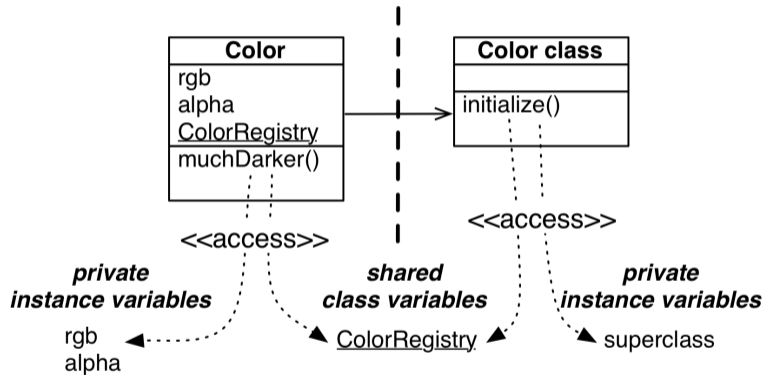 Color
rgb
alpha
ColorRegistry
muchDarker()
Color class
initialize()
<<access>>
<<access>>
private
instance variables
rgb
alpha
shared
class variables
ColorRegistry
private
instance variables
superclass